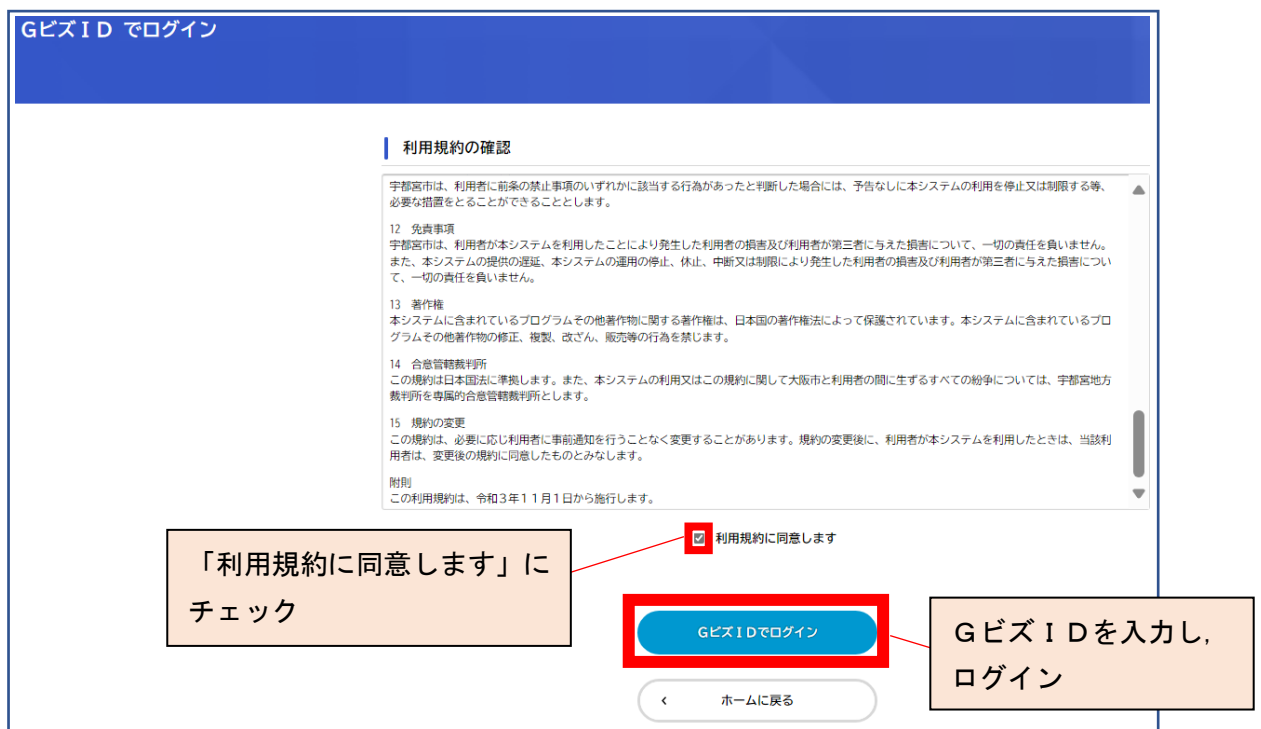 GビズID でログイン
利用規約の確認
宇都宮市は、利用者に前条の禁止事項のいずれかに該当する行為があったと判断した場合には、予告なしに本システムの利用を停止又は制限する等、
必要な措置をとることができることとします。
12 免責事項
宇都宮市は、利用者が本システムを利用したことにより発生した利用者の損害及び利用者が第三者に与えた損害について、一切の責任を負いません。
また、本システムの提供の遅延、本システムの運用の停止、休止、中断又は制限により発生した利用者の損害及び利用者が第三者に与えた損害につい
て、一切の責任を負いません。
13 著作権
本システムに含まれているプログラムその他著作物に関する著作権は、日本国の著作権法によって保護されています。本システムに含まれているプロ
グラムその他著作物の修正、複製、改ざん、販売等の行為を禁じます。
14 合意管轄裁判所
この規約は日本国法に準拠します。また、本システムの利用又はこの規約に関して大阪市と利用者の間に生ずるすべての紛争については、宇都宮地方
裁判所を専属的合意管轄裁判所とします。
15 規約の変更
この規約は、必要に応じ利用者に事前通知を行うことなく変更することがあります。規約の変更後に、利用者が本システムを利用したときは、当該利
用者は、変更後の規約に同意したものとみなします。
附則
この利用規約は、令和3年11月1日から施行します。
利用規約に同意します
「利用規約に同意します」に
チェック
GビズIDでログイン
GビズIDを入力し,
ログイン
ホームに戻る